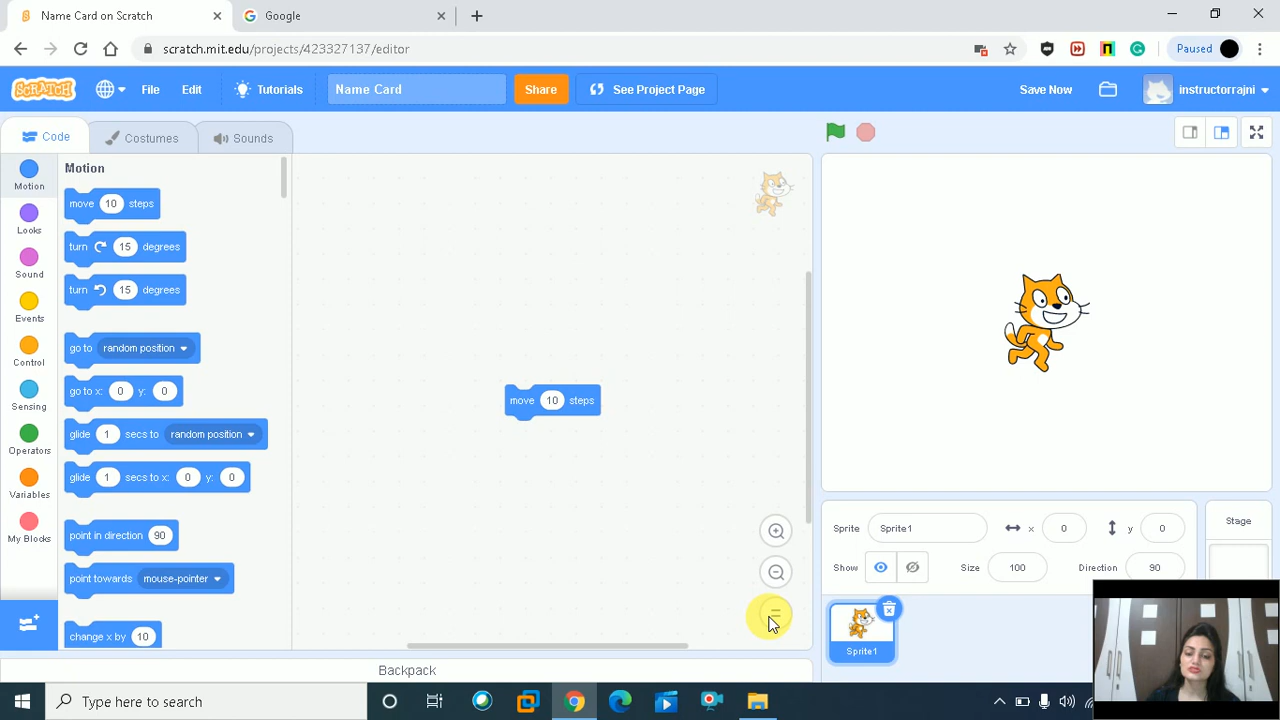 Name Card on Scratch
Google
scratch.mit.edu/projects/423327137/editor
Paused
SCRATCH
File
Edit
Tutorials
Name Card
Share
See Project Page
Save Now
instructorrajni
Code
Costumes
Sounds
Motion
Looks
Sound
Events
Control
Sensing
Operators
Variables
My Blocks
Motion
move 10 steps
turn 15 degrees
turn 15 degrees
go to random position
go to x: 0 y: 0
glide 1 secs to random position
glide 1 secs to x: 0 y: 0
point in direction 90
point towards mouse-pointer
change x by 10
move 10 steps
Backpack
Sprite Sprite1 x 0 y 0
Show Size 100 Direction 90
Sprite1
Stage
Type here to search